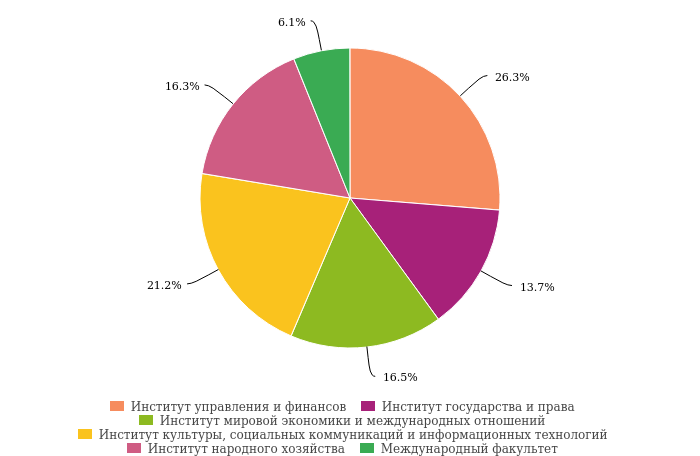 6.1%
26.3%
16.3%
21.2%
13.7%
16.5%
Институт управления и финансов Институт государства и права
Институт мировой экономики и международных отношений
Институт культуры, социальных коммуникаций и информационных технологий
Институт народного хозяйства Международный факультет